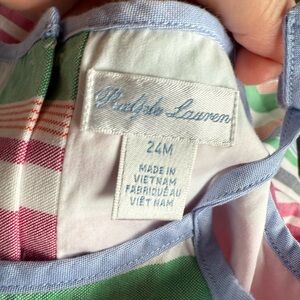 Ralph Lauren
24M
MADE IN
VIETNAM
FABRIQUÉ AU
VIÊT NAM